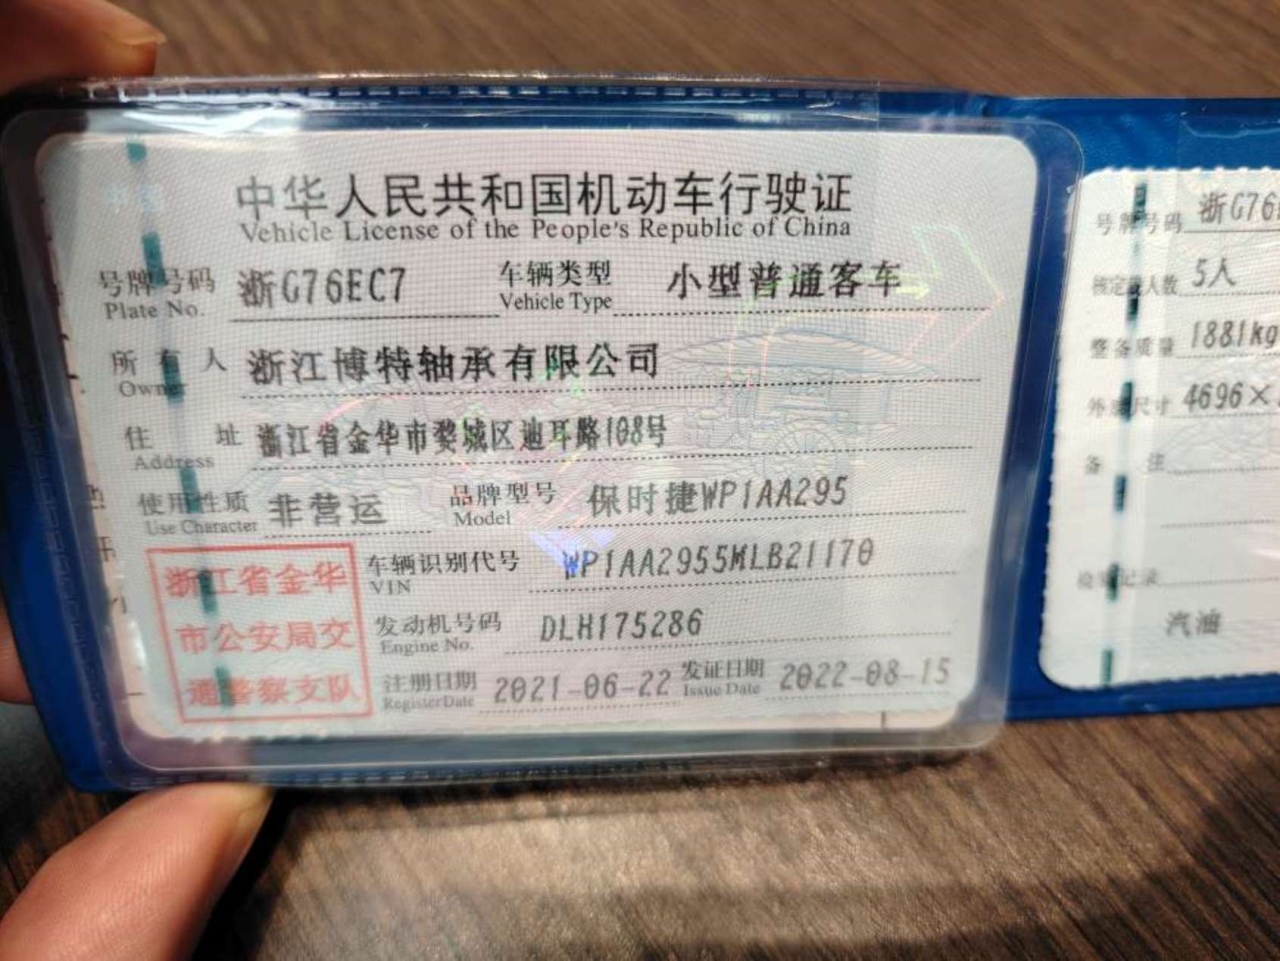 中华人民共和国机动车行驶证
Vehicle License of the People's Republic of China
号牌号码 浙G76EC7 车辆类型 小型普通客车
Plate No. Vehicle Type
所有人 浙江博特轴承有限公司
Owner
住址 浙江省金华市婺城区迪耳路108号
Address
使用性质 非营运 品牌型号 保时捷WP1AA295
Use Character Model
车辆识别代号 WP1AA2955MLB21170
VIN
发动机号码 DLH175286
Engine No.
注册日期 2021-06-22 发证日期 2022-08-15
Register Date Issue Date
浙江省金华
市公安局交
通警察支队
号牌号码 浙G76
核定载人数 5人
整备质量 1881kg
外廓尺寸 4696×
备注
检验记录
汽油